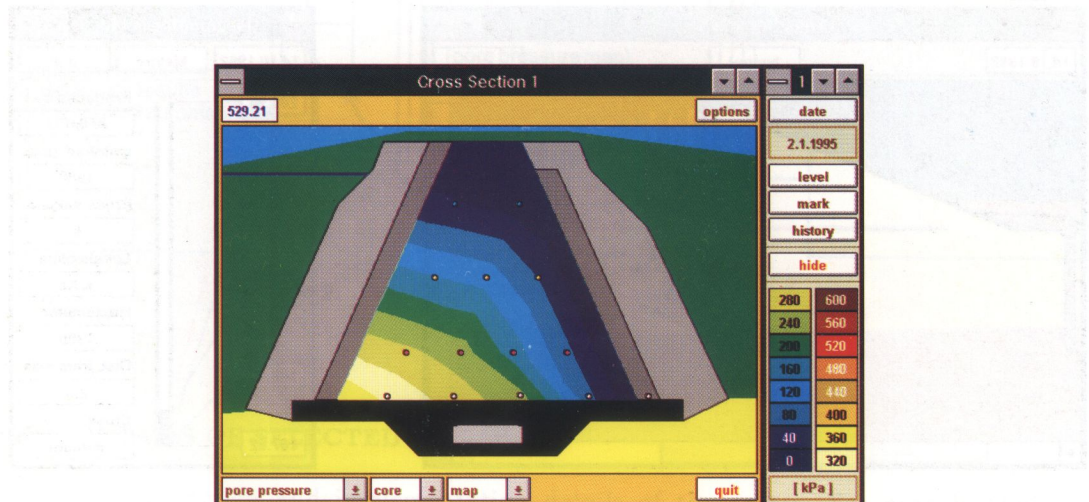 Cross Section 1
1
529.21
options
date
2.1.1995
level
mark
history
hide
280 600
240 560
200 520
160 480
120 440
80 400
40 360
0 320
pore pressure
core
map
quit
[ kPa ]